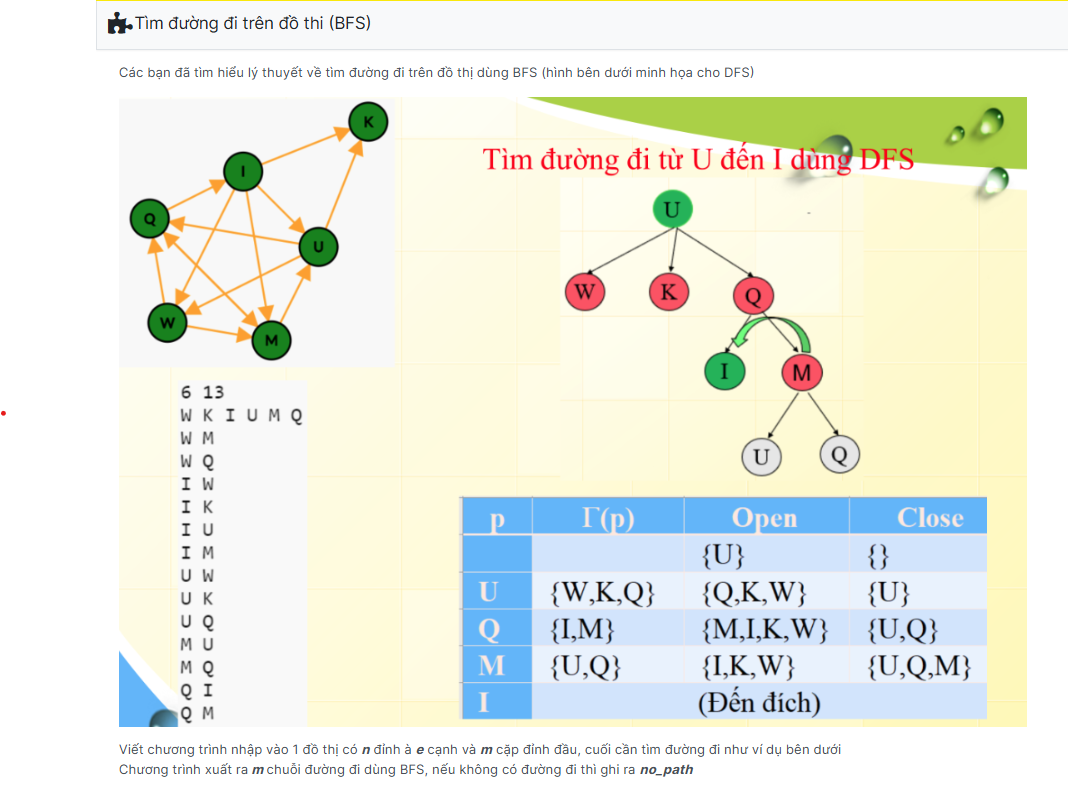 Tìm đường đi trên đồ thi (BFS)
Các bạn đã tìm hiểu lý thuyết về tìm đường đi trên đồ thị dùng BFS (hình bên dưới minh họa cho DFS)
K
I
Q
U
W
M
6 13
W K I U M Q
W M
W Q
I W
I K
I U
I M
U W
U K
U Q
M U
M Q
Q I
Q M
Tìm đường đi từ U đến I dùng DFS
U
W K Q
I M
U Q
p Γ(p) Open Close
{U} {}
U {W,K,Q} {Q,K,W} {U}
Q {I,M} {M,I,K,W} {U,Q}
M {U,Q} {I,K,W} {U,Q,M}
I (Đến đích)
Viết chương trình nhập vào 1 đồ thị có n đỉnh à e cạnh và m cặp đỉnh đầu, cuối cần tìm đường đi như ví dụ bên dưới
Chương trình xuất ra m chuỗi đường đi dùng BFS, nếu không có đường đi thì ghi ra no_path